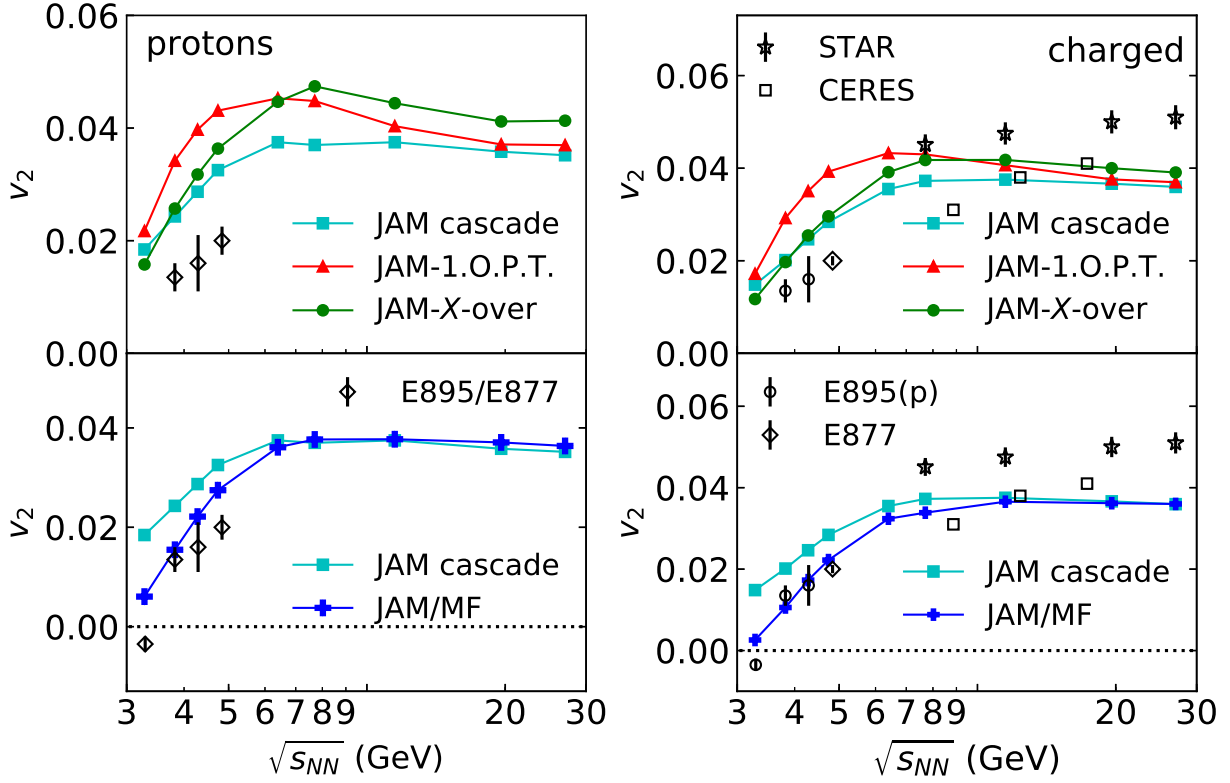 0.06
0.04
0.02
0.00
v₂
protons
JAM cascade
JAM-1.O.P.T.
JAM-X-over
0.06
0.04
0.02
0.00
v₂
STAR
CERES
charged
JAM cascade
JAM-1.O.P.T.
JAM-X-over
0.04
0.02
0.00
v₂
E895/E877
JAM cascade
JAM/MF
3 4 5 6 7 8 9 20 30
√sNN (GeV)
0.06
0.04
0.02
0.00
v₂
E895(p)
E877
JAM cascade
JAM/MF
3 4 5 6 7 8 9 20 30
√sNN (GeV)